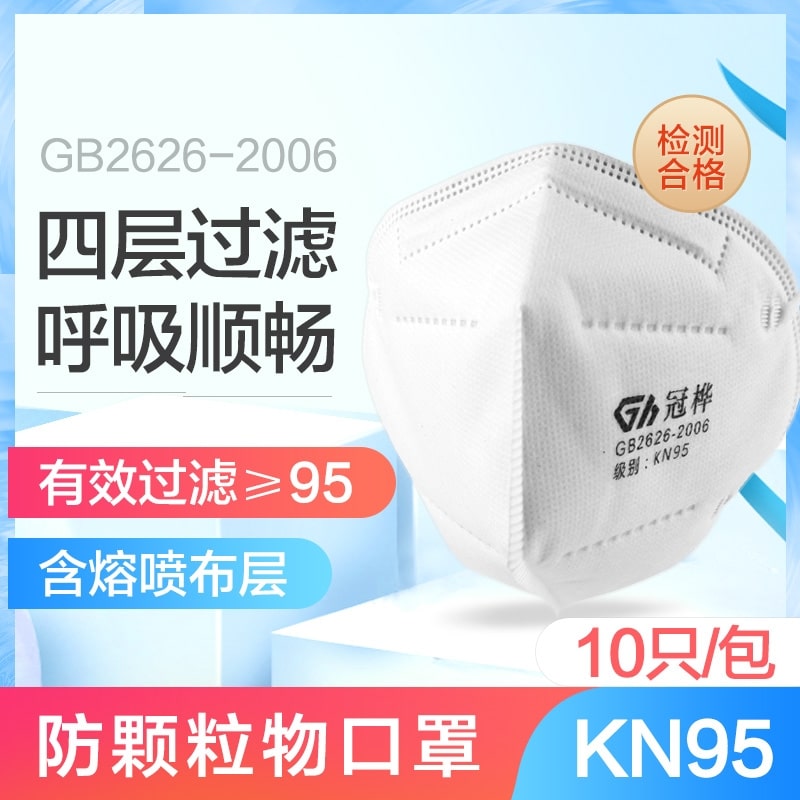 GB2626-2006
四层过滤
呼吸顺畅
检测
合格
Gh 冠桦
GB2626-2006
级别：KN95
有效过滤≥95
含熔喷布层
10只/包
防颗粒物口罩
KN95